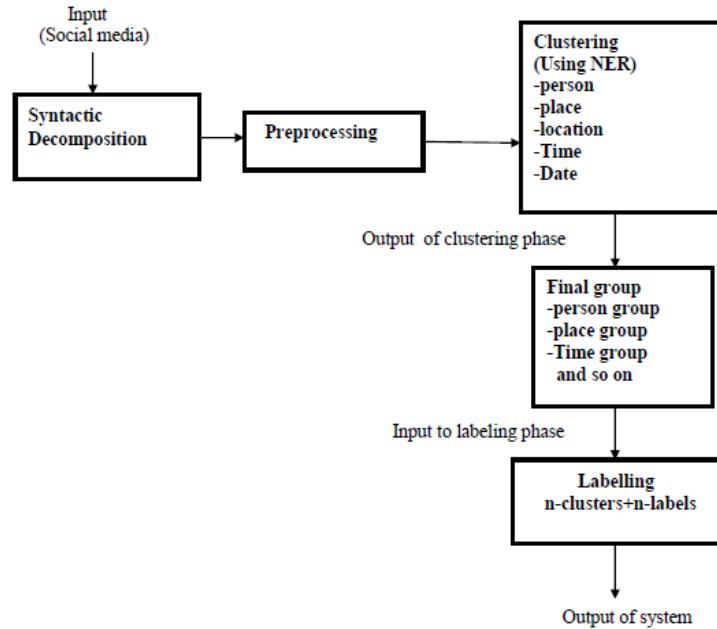 Input
(Social media)
Syntactic
Decomposition
Preprocessing
Clustering
(Using NER)
-person
-place
-location
-Time
-Date
Output of clustering phase
Final group
-person group
-place group
-Time group
and so on
Input to labeling phase
Labelling
n-clusters+n-labels
Output of system